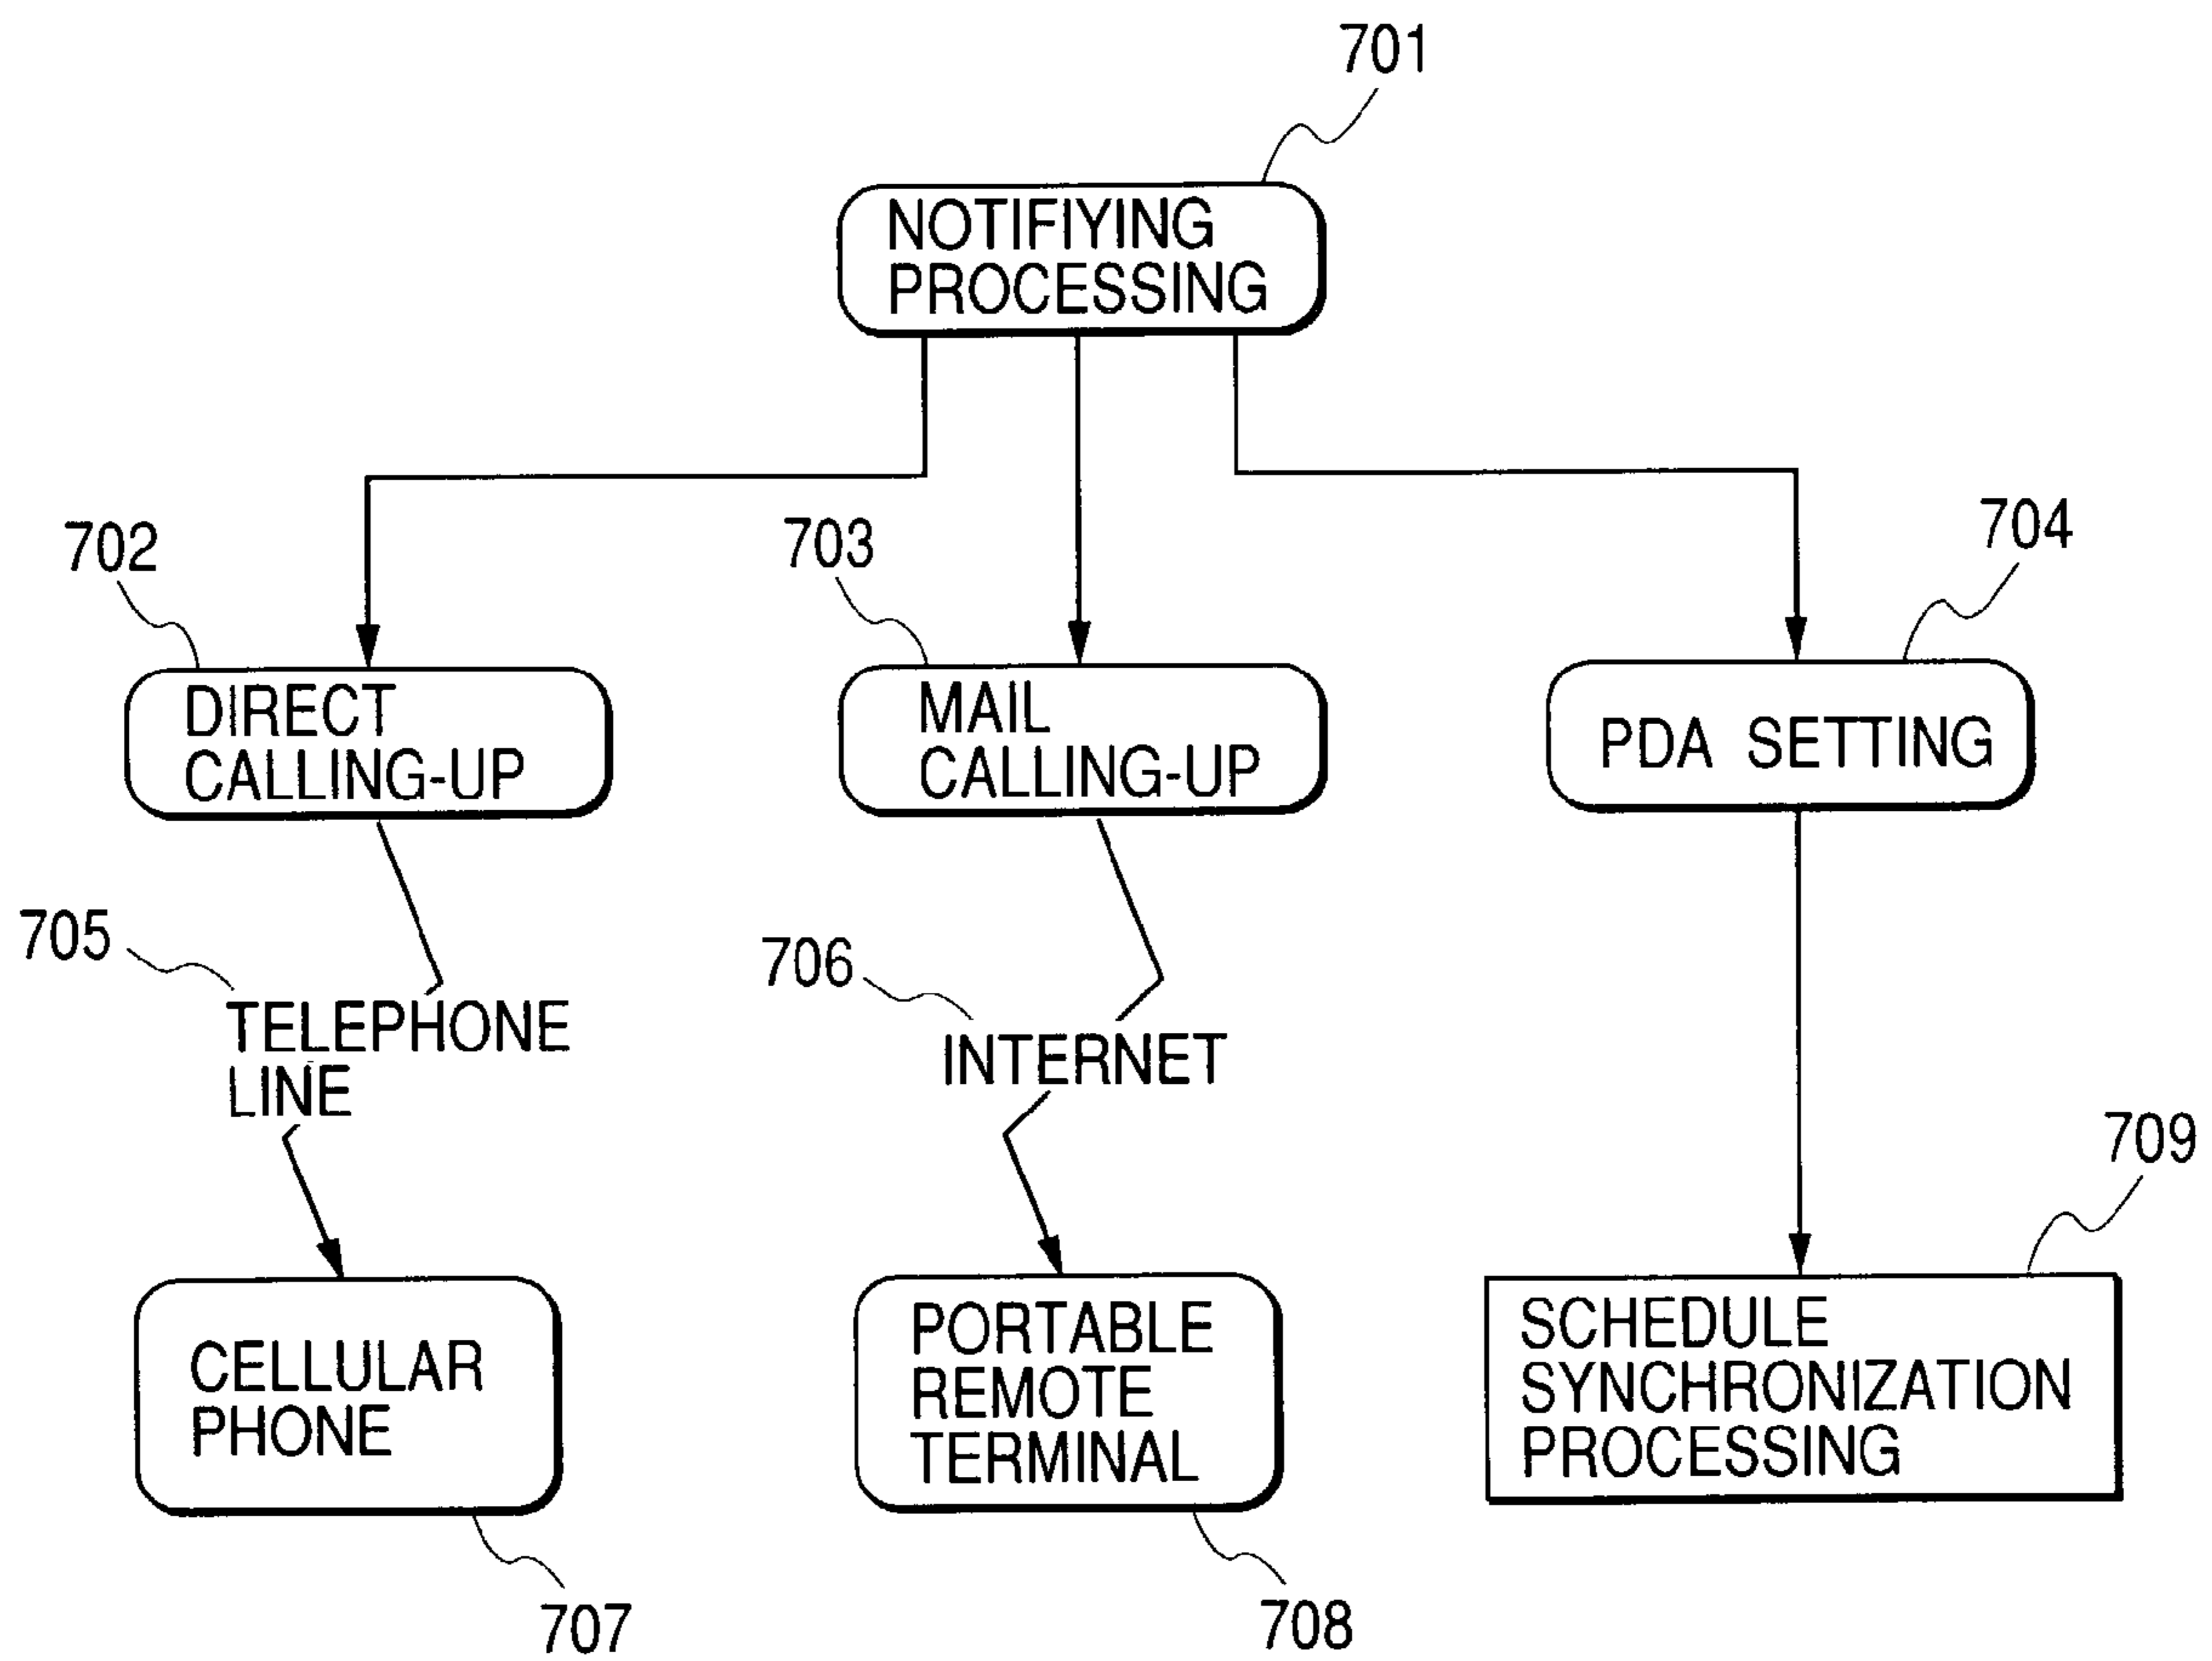 701
NOTIFIYING
PROCESSING
702
703
704
DIRECT
CALLING-UP
MAIL
CALLING-UP
PDA SETTING
705
TELEPHONE
LINE
706
INTERNET
709
CELLULAR
PHONE
PORTABLE
REMOTE
TERMINAL
SCHEDULE
SYNCHRONIZATION
PROCESSING
707
708